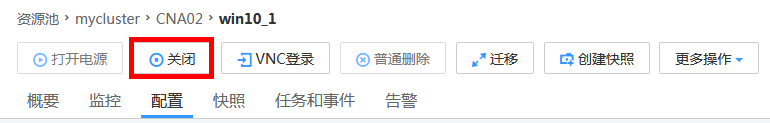 资源池 › mycluster › CNA02 › win10_1
打开电源 关闭 VNC登录 普通删除 迁移 创建快照 更多操作
概要 监控 配置 快照 任务和事件 告警